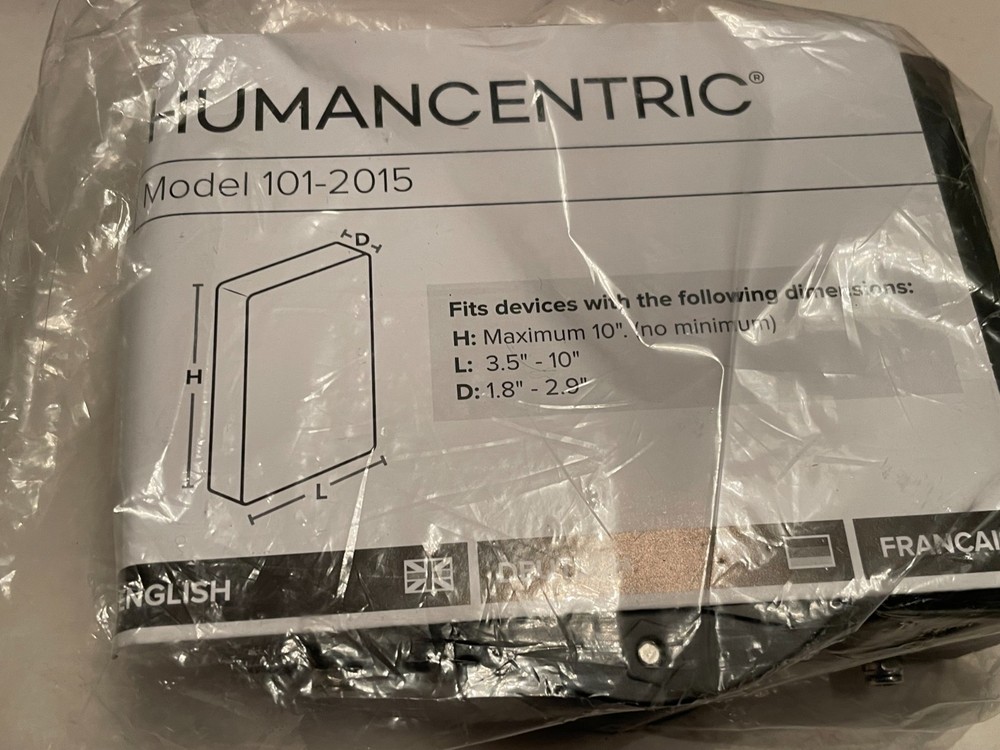 HUMANCENTRIC®
Model 101-2015
D
H
L
Fits devices with the following dimensions:
H: Maximum 10". (no minimum)
L: 3.5" - 10"
D: 1.8" - 2.9"
ENGLISH
FRANÇAI